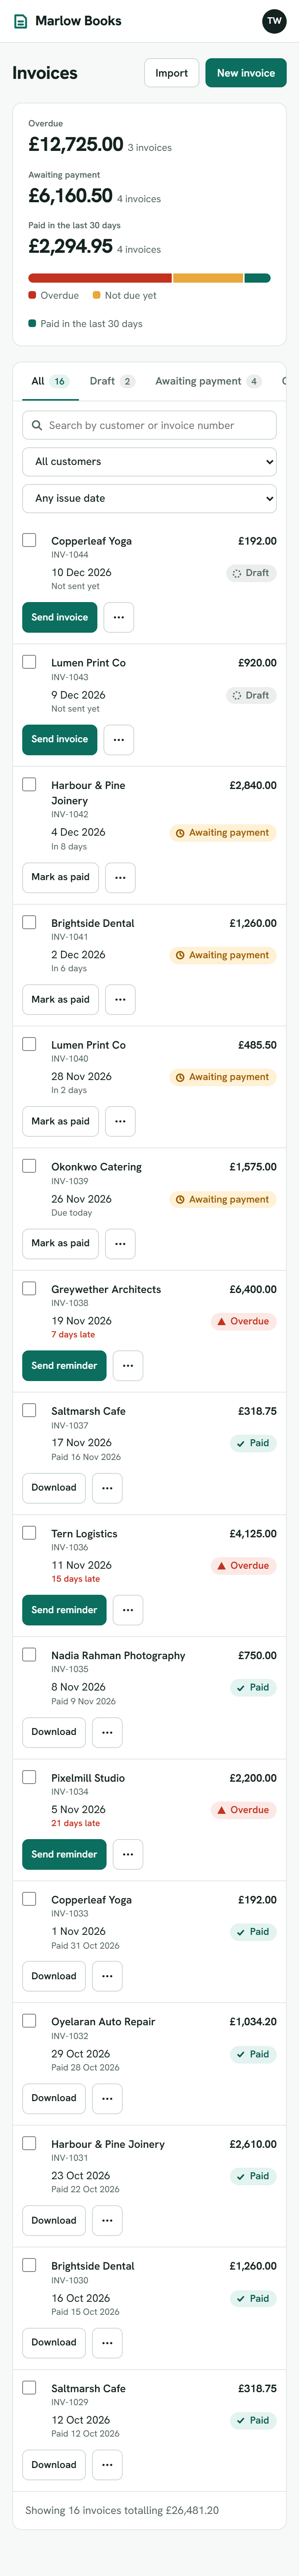 Marlow Books
TW
Invoices
Import
New invoice
Overdue
£12,725.00 3 invoices
Awaiting payment
£6,160.50 4 invoices
Paid in the last 30 days
£2,294.95 4 invoices
Overdue
Not due yet
Paid in the last 30 days
All 16
Draft 2
Awaiting payment 4
Search by customer or invoice number
All customers
Any issue date
Copperleaf Yoga £192.00
INV-1044
10 Dec 2026 Draft
Not sent yet
Send invoice
Lumen Print Co £920.00
INV-1043
9 Dec 2026 Draft
Not sent yet
Send invoice
Harbour & Pine £2,840.00
Joinery
INV-1042
4 Dec 2026 Awaiting payment
In 8 days
Mark as paid
Brightside Dental £1,260.00
INV-1041
2 Dec 2026 Awaiting payment
In 6 days
Mark as paid
Lumen Print Co £485.50
INV-1040
28 Nov 2026 Awaiting payment
In 2 days
Mark as paid
Okonkwo Catering £1,575.00
INV-1039
26 Nov 2026 Awaiting payment
Due today
Mark as paid
Greywether Architects £6,400.00
INV-1038
19 Nov 2026 Overdue
7 days late
Send reminder
Saltmarsh Cafe £318.75
INV-1037
17 Nov 2026 Paid
Paid 16 Nov 2026
Download
Tern Logistics £4,125.00
INV-1036
11 Nov 2026 Overdue
15 days late
Send reminder
Nadia Rahman Photography £750.00
INV-1035
8 Nov 2026 Paid
Paid 9 Nov 2026
Download
Pixelmill Studio £2,200.00
INV-1034
5 Nov 2026 Overdue
21 days late
Send reminder
Copperleaf Yoga £192.00
INV-1033
1 Nov 2026 Paid
Paid 31 Oct 2026
Download
Oyelaran Auto Repair £1,034.20
INV-1032
29 Oct 2026 Paid
Paid 28 Oct 2026
Download
Harbour & Pine Joinery £2,610.00
INV-1031
23 Oct 2026 Paid
Paid 22 Oct 2026
Download
Brightside Dental £1,260.00
INV-1030
16 Oct 2026 Paid
Paid 15 Oct 2026
Download
Saltmarsh Cafe £318.75
INV-1029
12 Oct 2026 Paid
Paid 12 Oct 2026
Download
Showing 16 invoices totalling £26,481.20